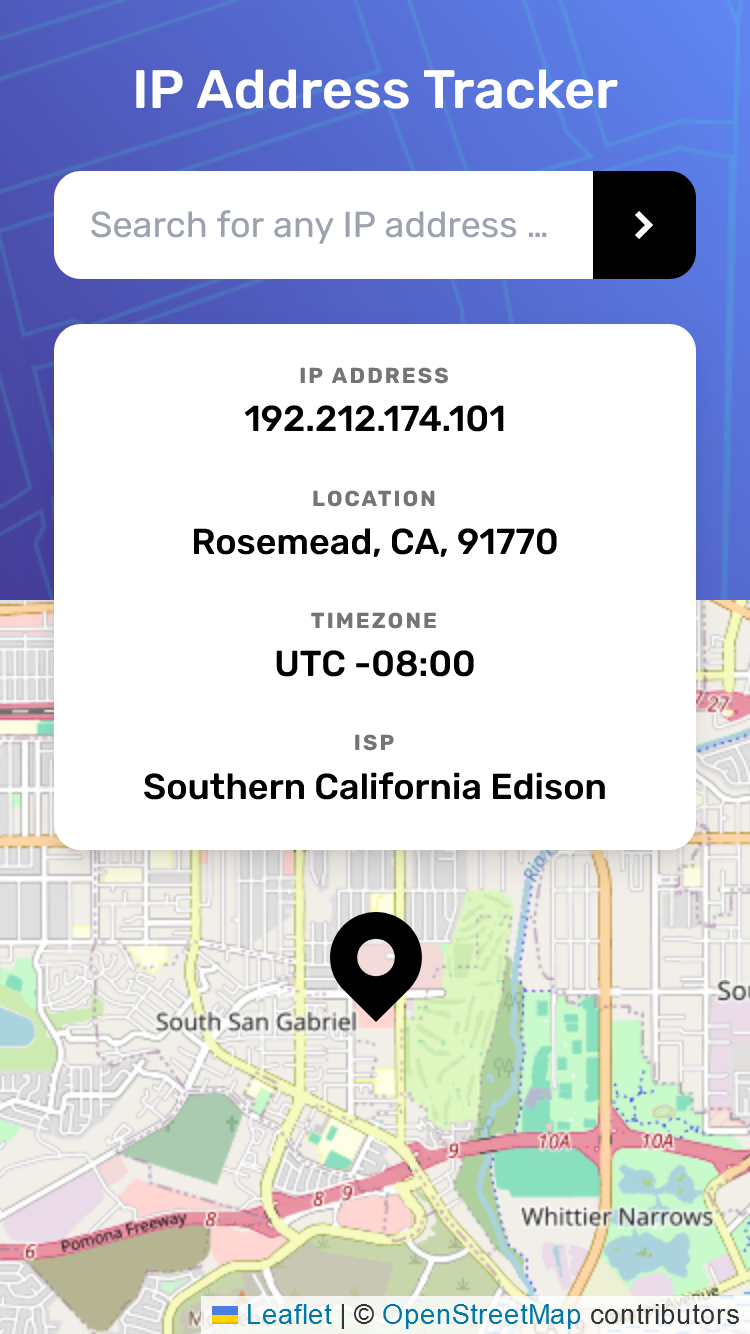 IP Address Tracker
Search for any IP address …
IP ADDRESS
192.212.174.101
LOCATION
Rosemead, CA, 91770
TIMEZONE
UTC -08:00
ISP
Southern California Edison
27
South San Gabriel
9
10A
10A
8 9
Whittier Narrows
Pomona Freeway
8
6
Leaflet | © OpenStreetMap contributors